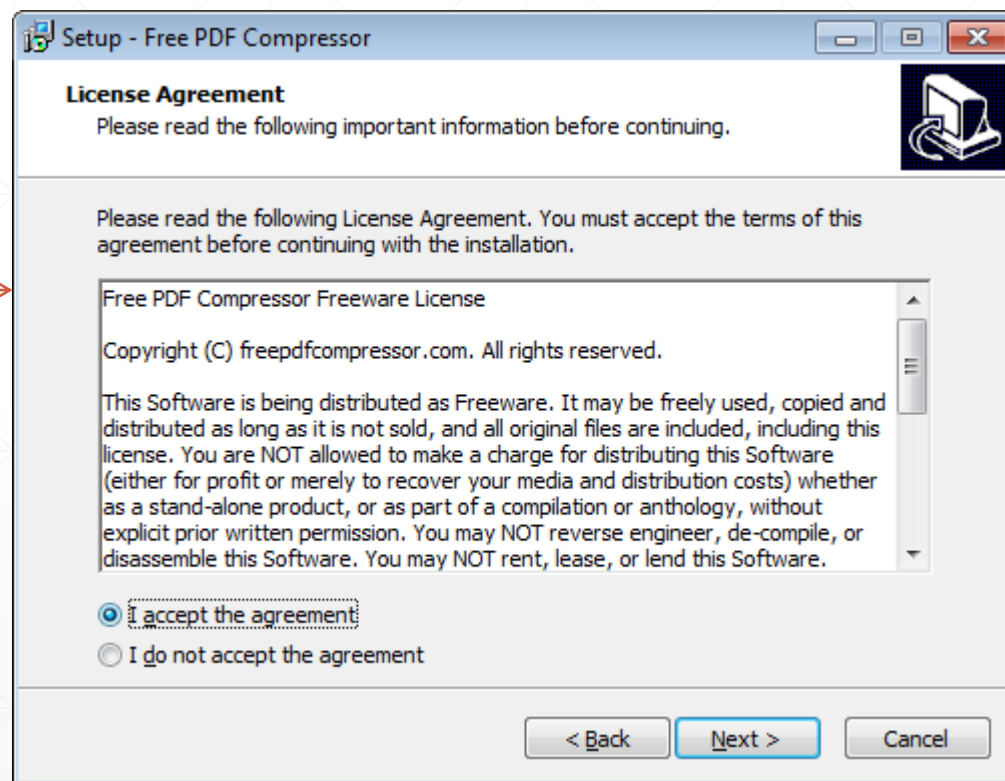 Setup - Free PDF Compressor
License Agreement
Please read the following important information before continuing.
Please read the following License Agreement. You must accept the terms of this
agreement before continuing with the installation.
Free PDF Compressor Freeware License
Copyright (C) freepdfcompressor.com. All rights reserved.
This Software is being distributed as Freeware. It may be freely used, copied and
distributed as long as it is not sold, and all original files are included, including this
license. You are NOT allowed to make a charge for distributing this Software
(either for profit or merely to recover your media and distribution costs) whether
as a stand-alone product, or as part of a compilation or anthology, without
explicit prior written permission. You may NOT reverse engineer, de-compile, or
disassemble this Software. You may NOT rent, lease, or lend this Software.
I accept the agreement
I do not accept the agreement
< Back
Next >
Cancel